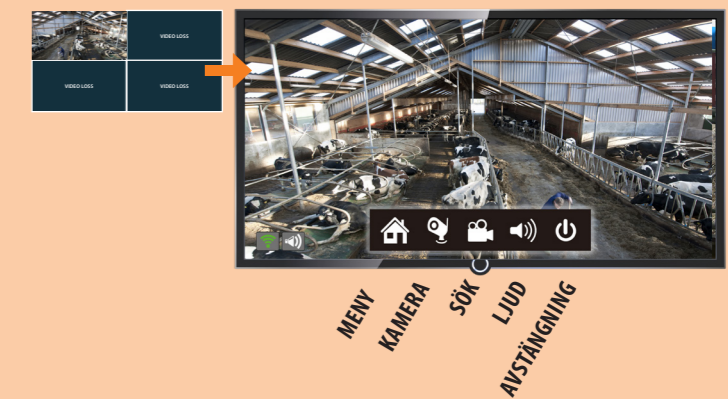 VIDEO LOSS
VIDEO LOSS
VIDEO LOSS
MENY
KAMERA
SÖK
LJUD
AVSTÄNGNING